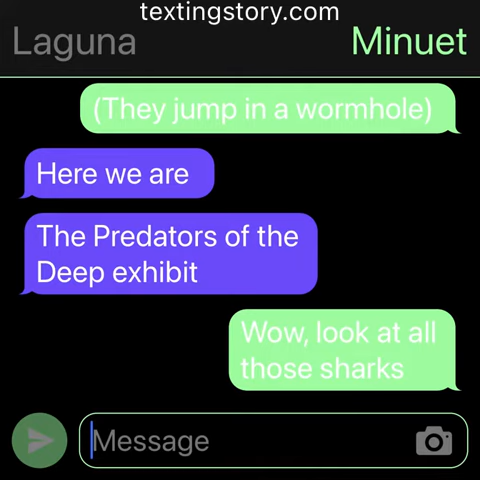 textingstory.com
Laguna
Minuet
(They jump in a wormhole)
Here we are
The Predators of the
Deep exhibit
Wow, look at all
those sharks
Message